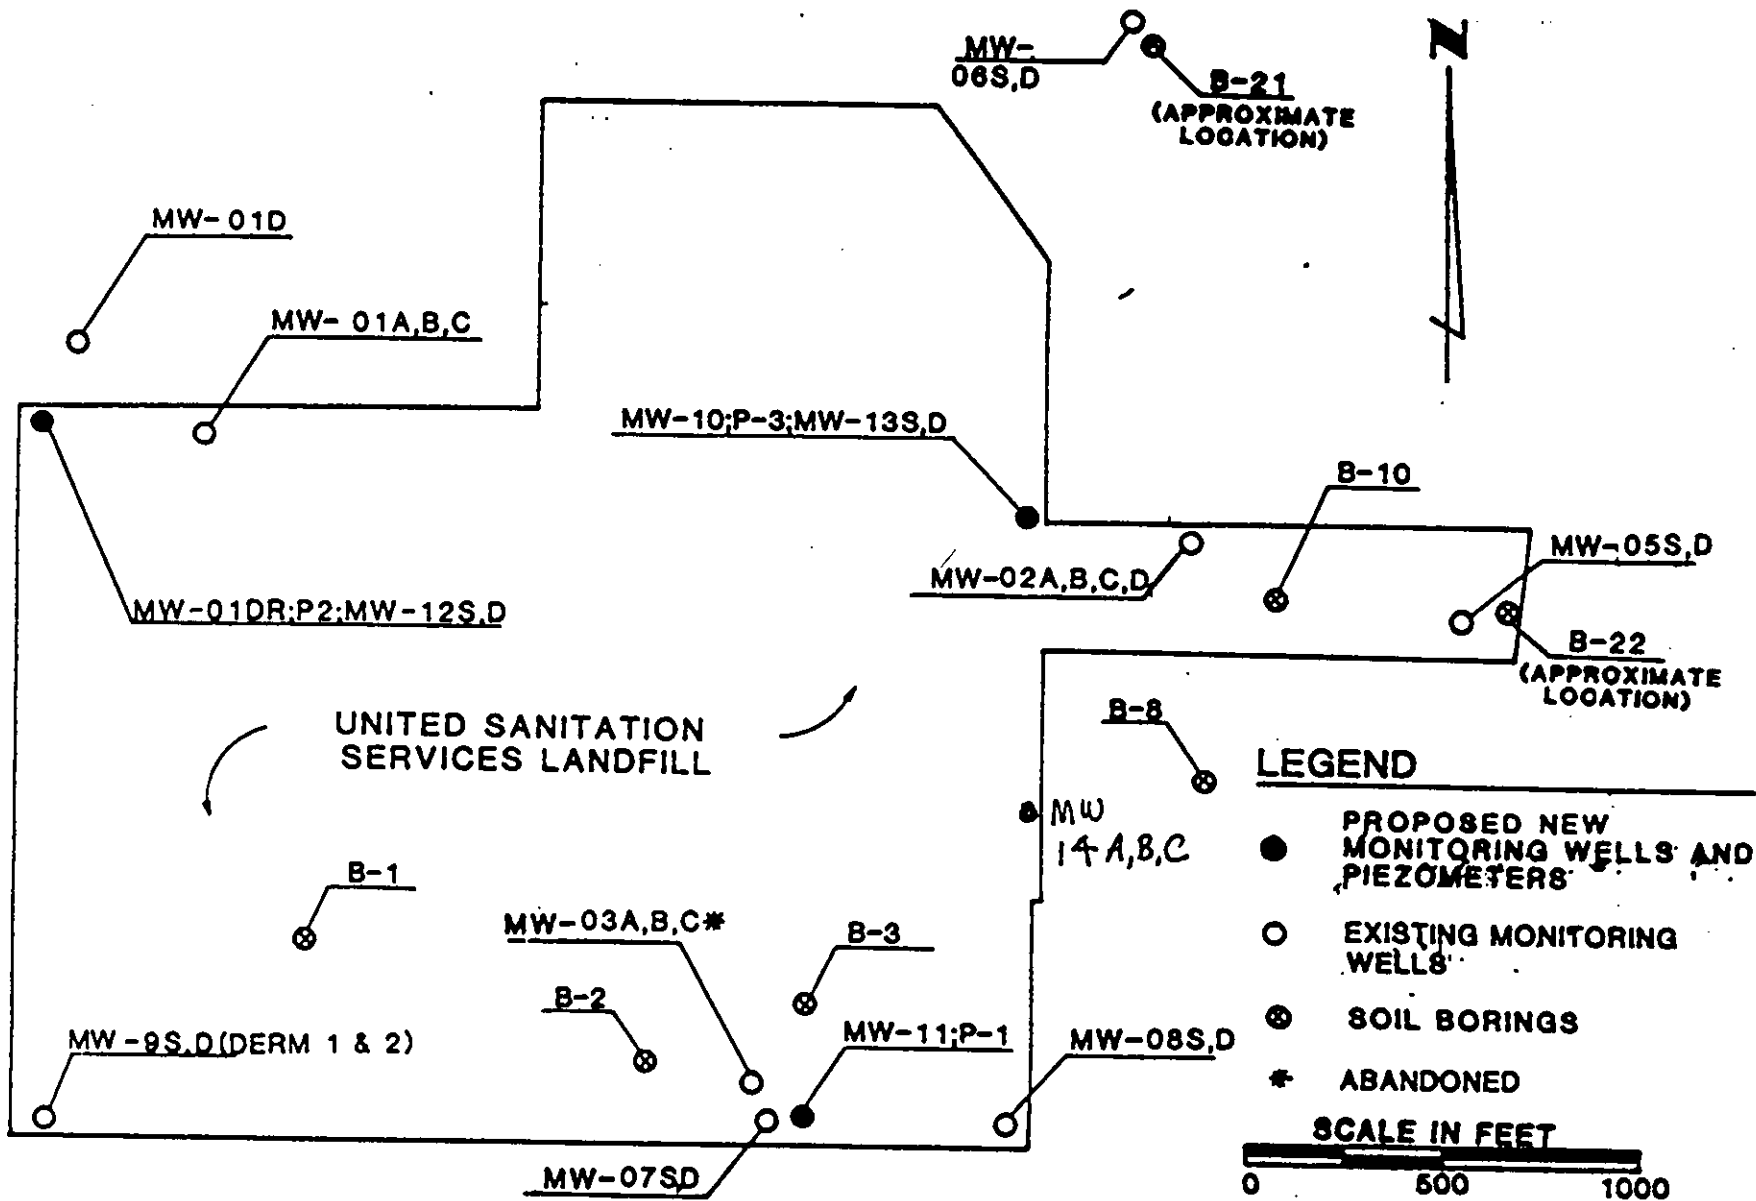 MW-
06S,D
N
B-21
(APPROXIMATE
LOCATION)
MW-01D
MW-01A,B,C
MW-10;P-3;MW-13S,D
B-10
MW-05S,D
MW-02A,B,C,D
MW-01DR;P2;MW-12S,D
B-22
(APPROXIMATE
LOCATION)
UNITED SANITATION
SERVICES LANDFILL
B-8
MW
14 A,B,C
B-1
MW-03A,B,C*
B-3
B-2
MW-9S,D(DERM 1 & 2)
MW-11;P-1
MW-08S,D
MW-07SD
LEGEND
PROPOSED NEW
MONITORING WELLS AND
PIEZOMETERS
EXISTING MONITORING
WELLS
SOIL BORINGS
* ABANDONED
SCALE IN FEET
0 500 1000